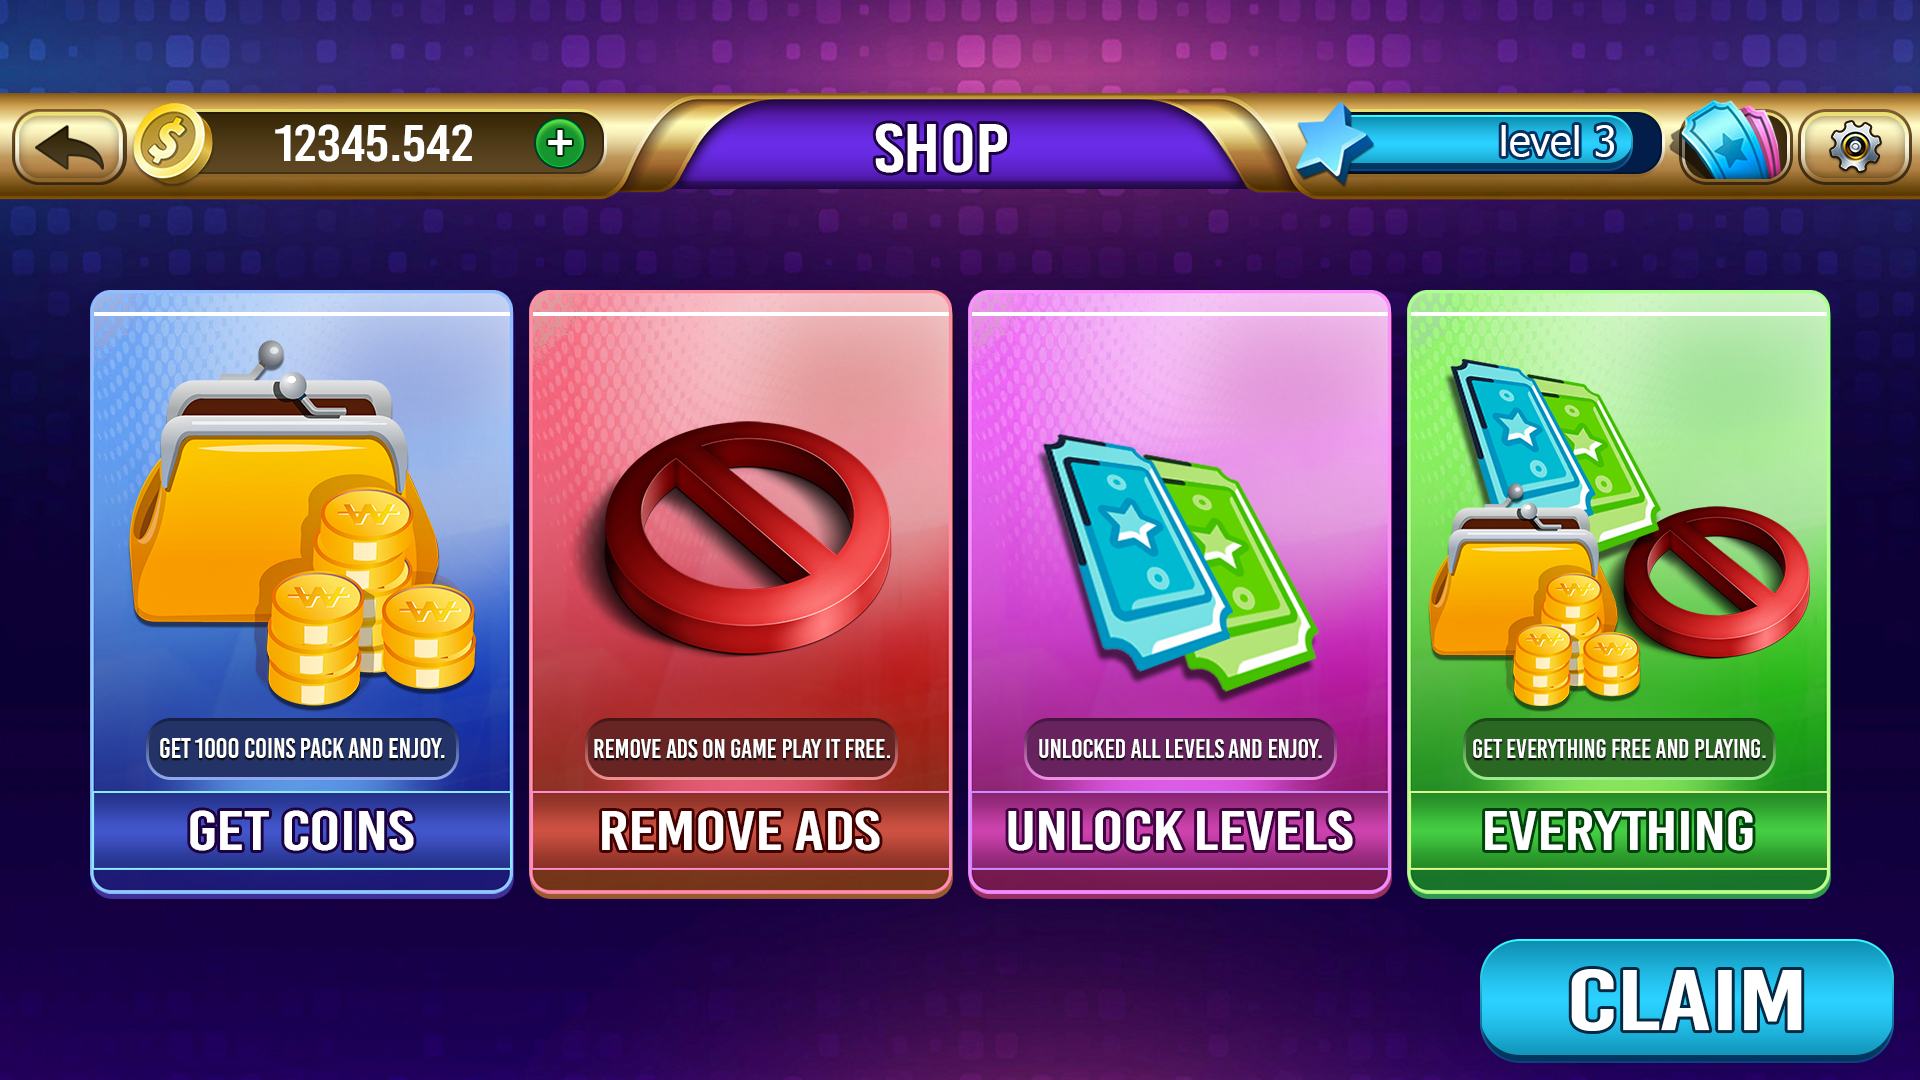 12345.542
SHOP
level 3
GET 1000 COINS PACK AND ENJOY.
GET COINS
REMOVE ADS ON GAME PLAY IT FREE.
REMOVE ADS
UNLOCKED ALL LEVELS AND ENJOY.
UNLOCK LEVELS
GET EVERYTHING FREE AND PLAYING.
EVERYTHING
CLAIM